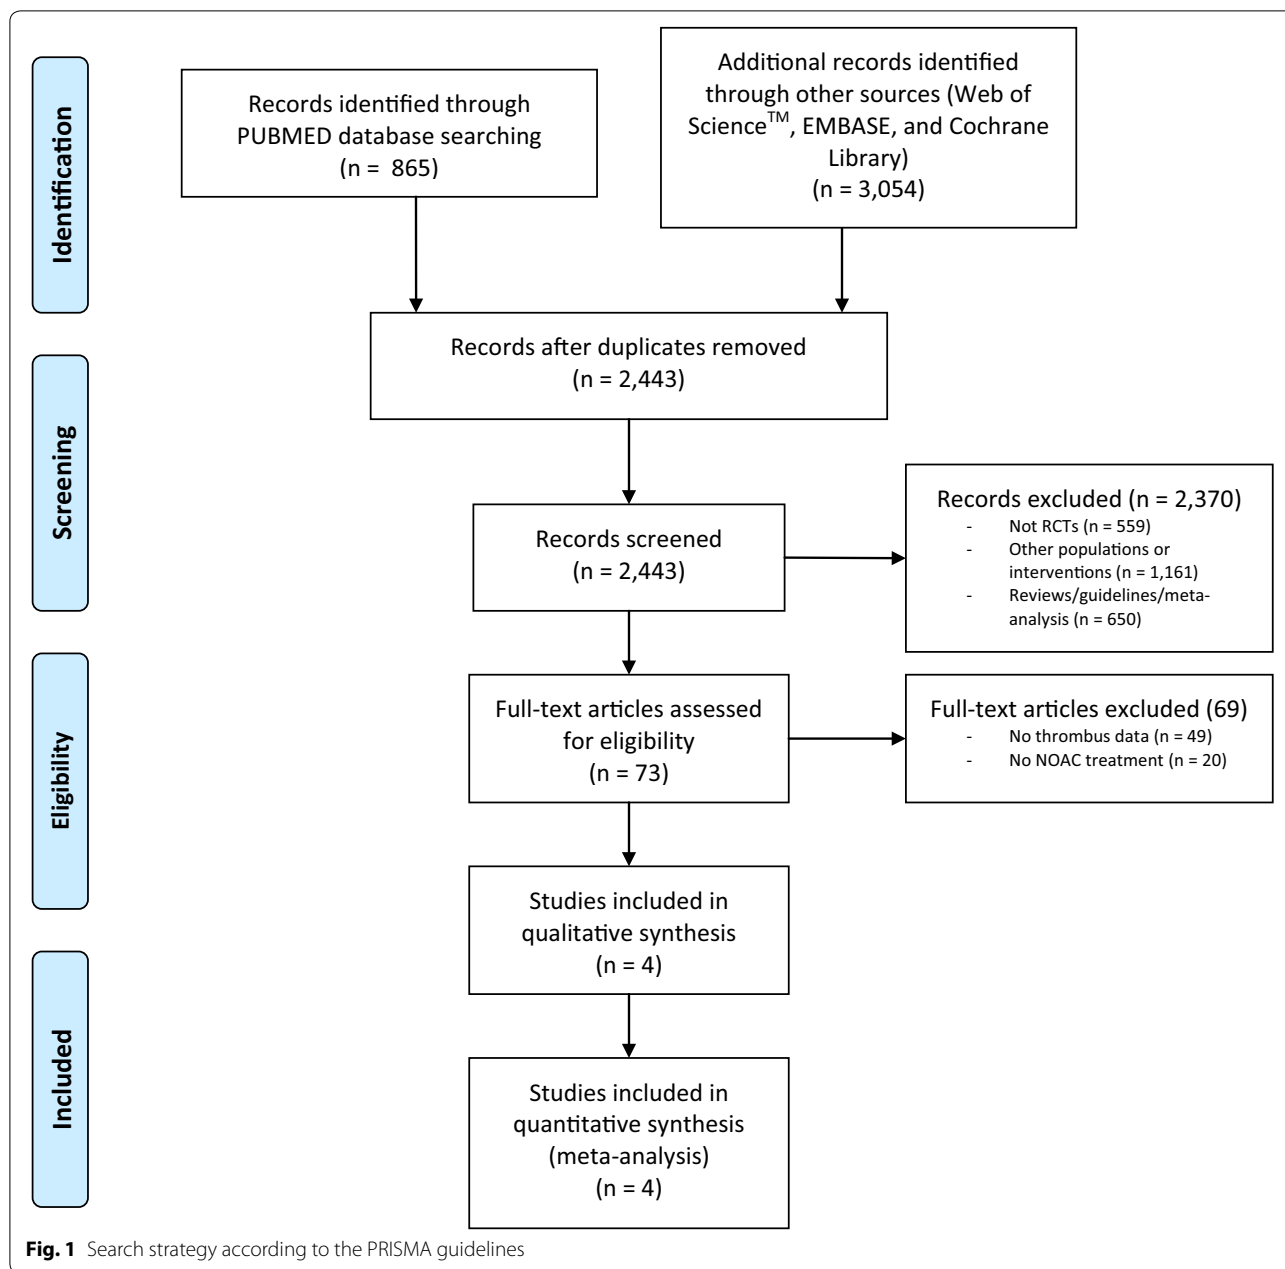 Identification
Records identified through
PUBMED database searching
(n = 865)
Additional records identified
through other sources (Web of
Science™, EMBASE, and Cochrane
Library)
(n = 3,054)
Records after duplicates removed
(n = 2,443)
Screening
Records screened
(n = 2,443)
Records excluded (n = 2,370)
- Not RCTs (n = 559)
- Other populations or
interventions (n = 1,161)
- Reviews/guidelines/meta-
analysis (n = 650)
Eligibility
Full-text articles assessed
for eligibility
(n = 73)
Full-text articles excluded (69)
- No thrombus data (n = 49)
- No NOAC treatment (n = 20)
Studies included in
qualitative synthesis
(n = 4)
Included
Studies included in
quantitative synthesis
(meta-analysis)
(n = 4)
Fig. 1 Search strategy according to the PRISMA guidelines